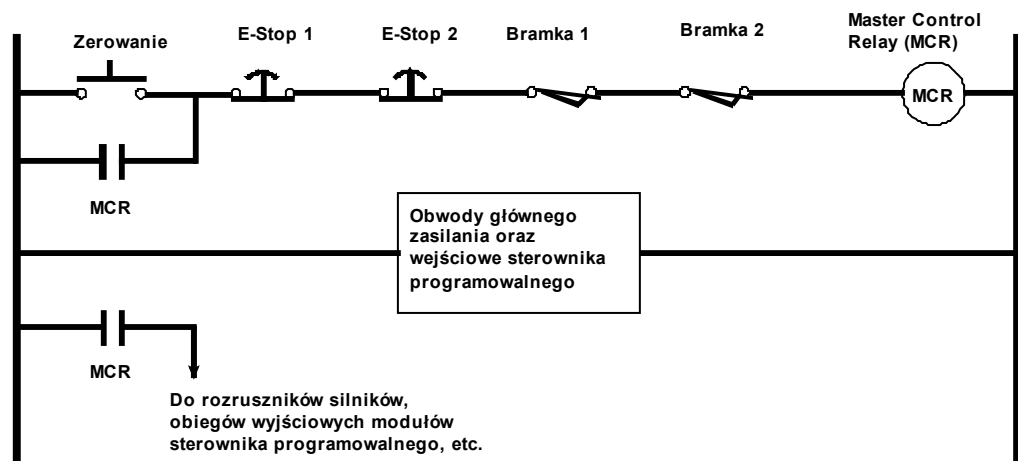 Zerowanie
E-Stop 1
E-Stop 2
Bramka 1
Bramka 2
Master Control
Relay (MCR)
MCR
MCR
Obwody głównego
zasilania oraz
wejściowe sterownika
programowalnego
MCR
Do rozruszników silników,
obiegów wyjściowych modułów
sterownika programowalnego, etc.